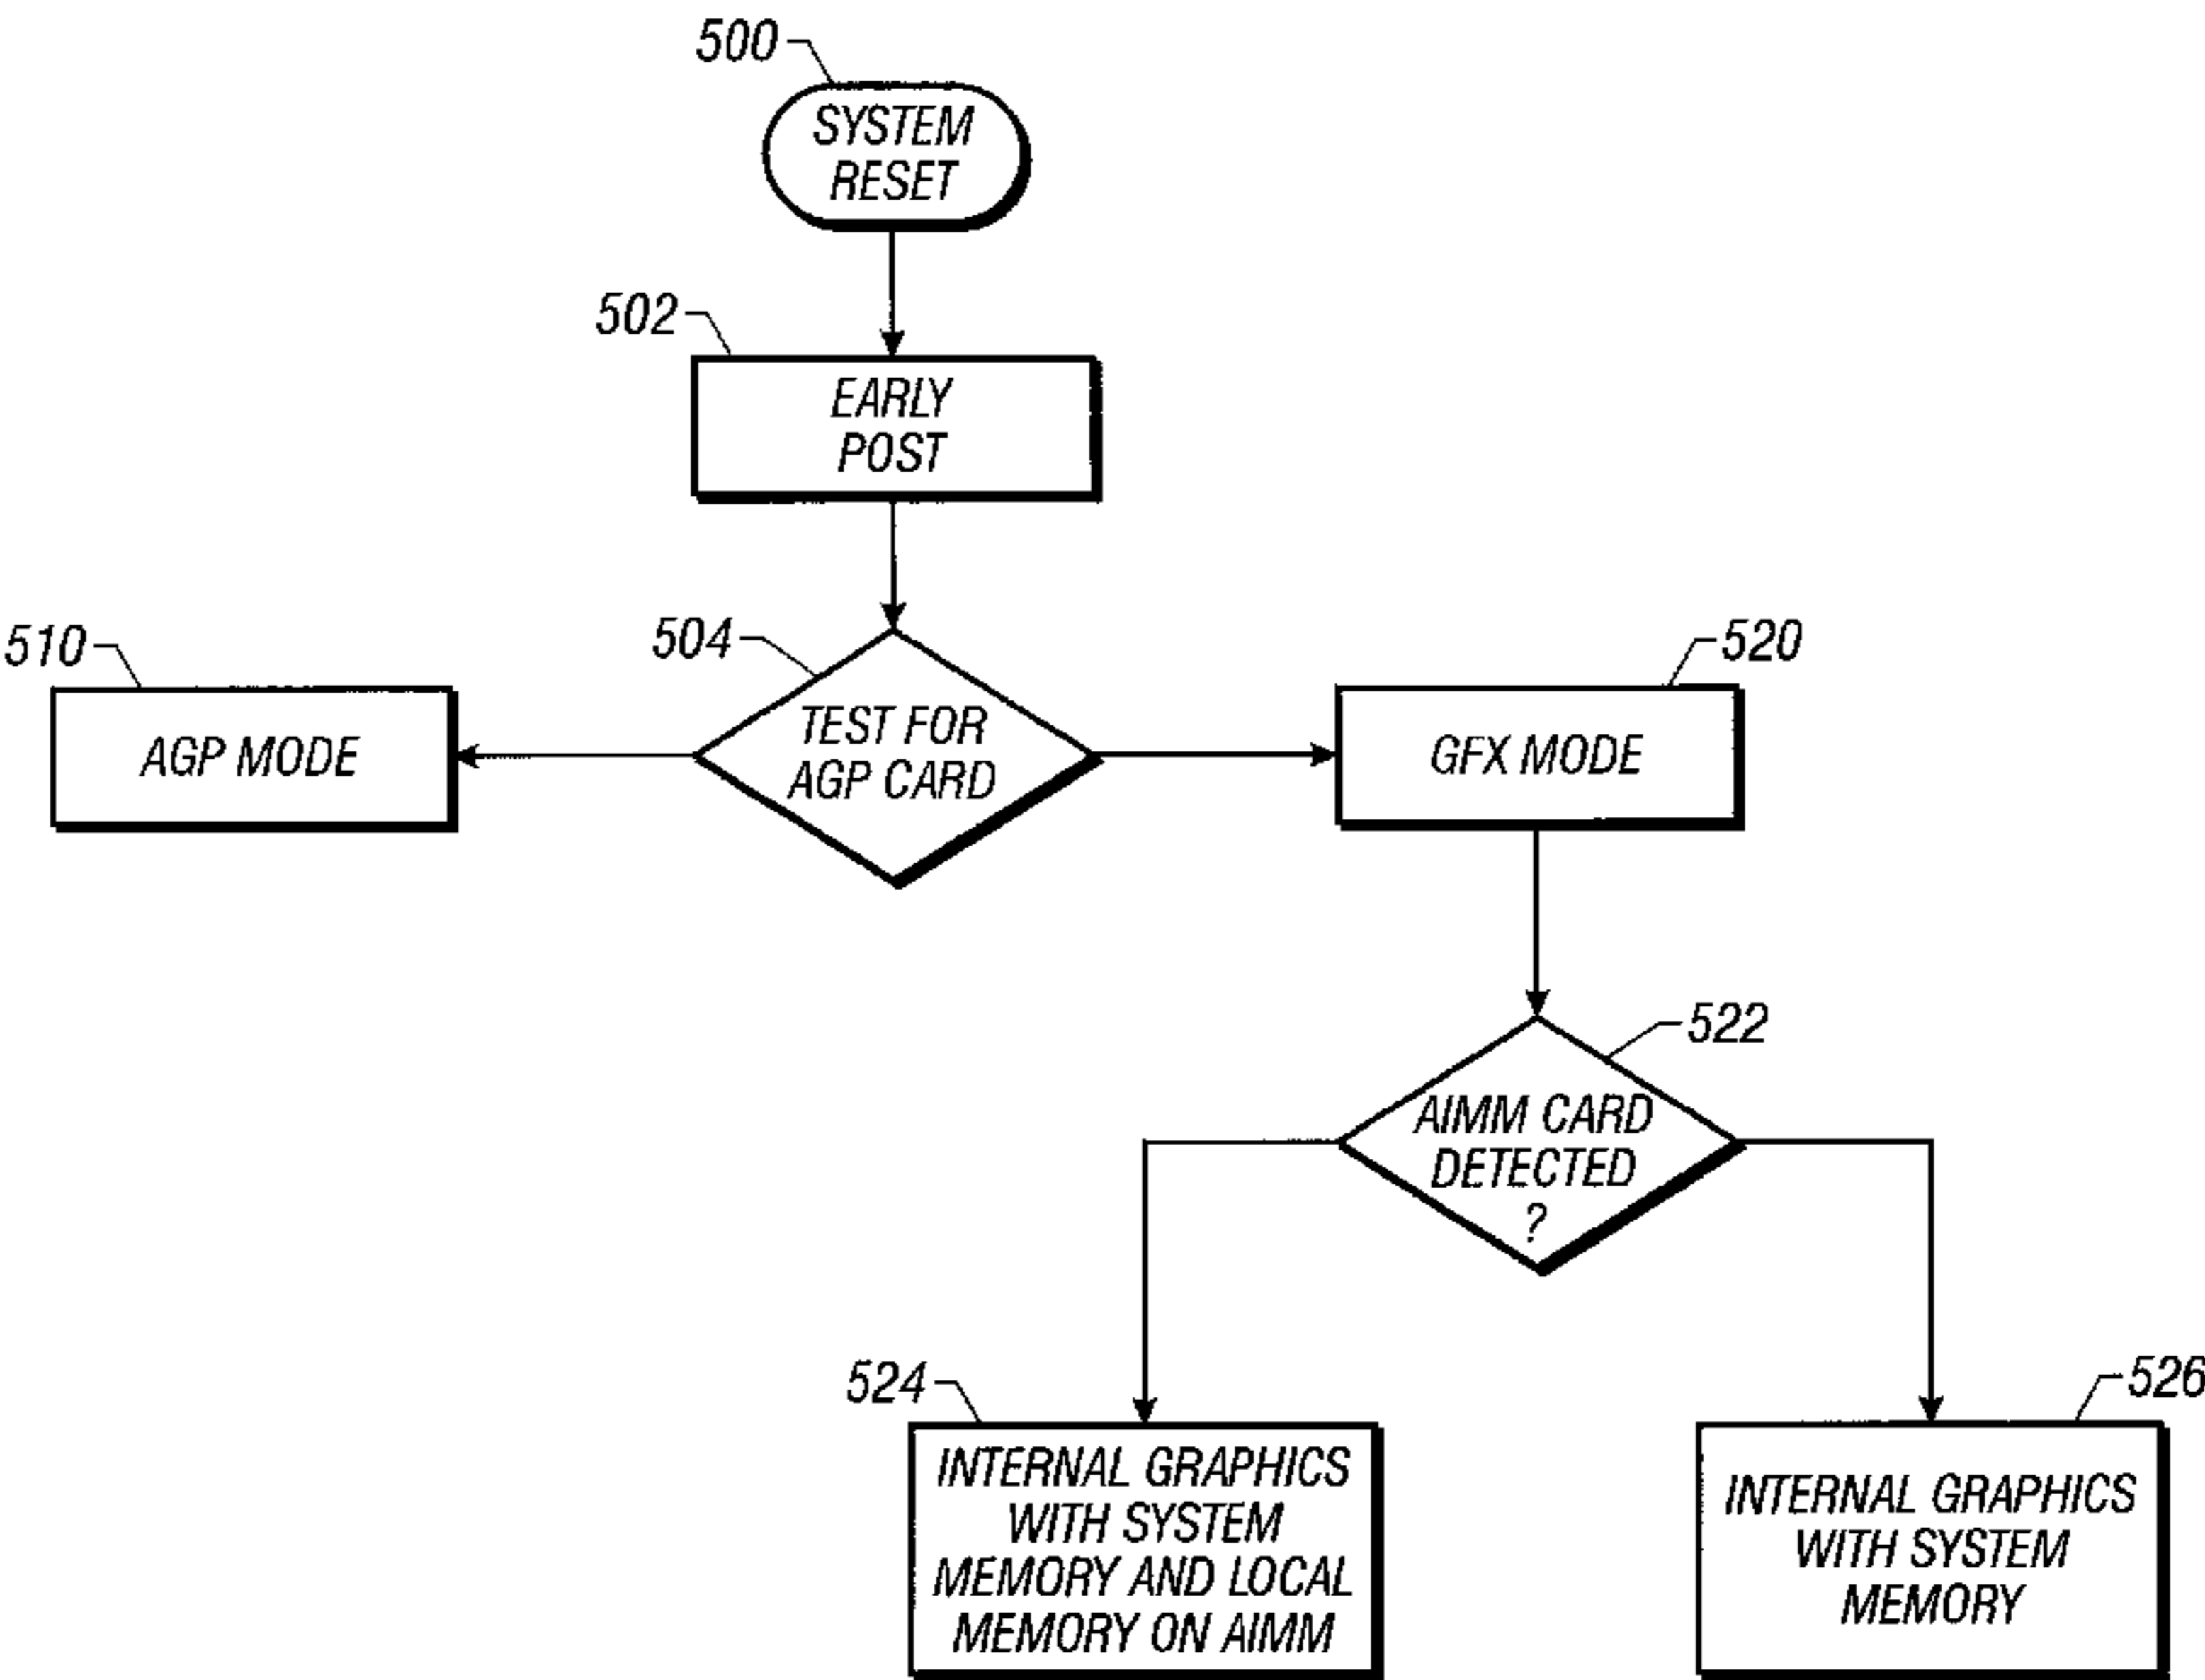 500
SYSTEM
RESET
502
EARLY
POST
504
510
520
TEST FOR
AGP CARD
AGP MODE
GFX MODE
522
AIMM CARD
DETECTED
?
524
526
INTERNAL GRAPHICS
WITH SYSTEM
MEMORY AND LOCAL
MEMORY ON AIMM
INTERNAL GRAPHICS
WITH SYSTEM
MEMORY